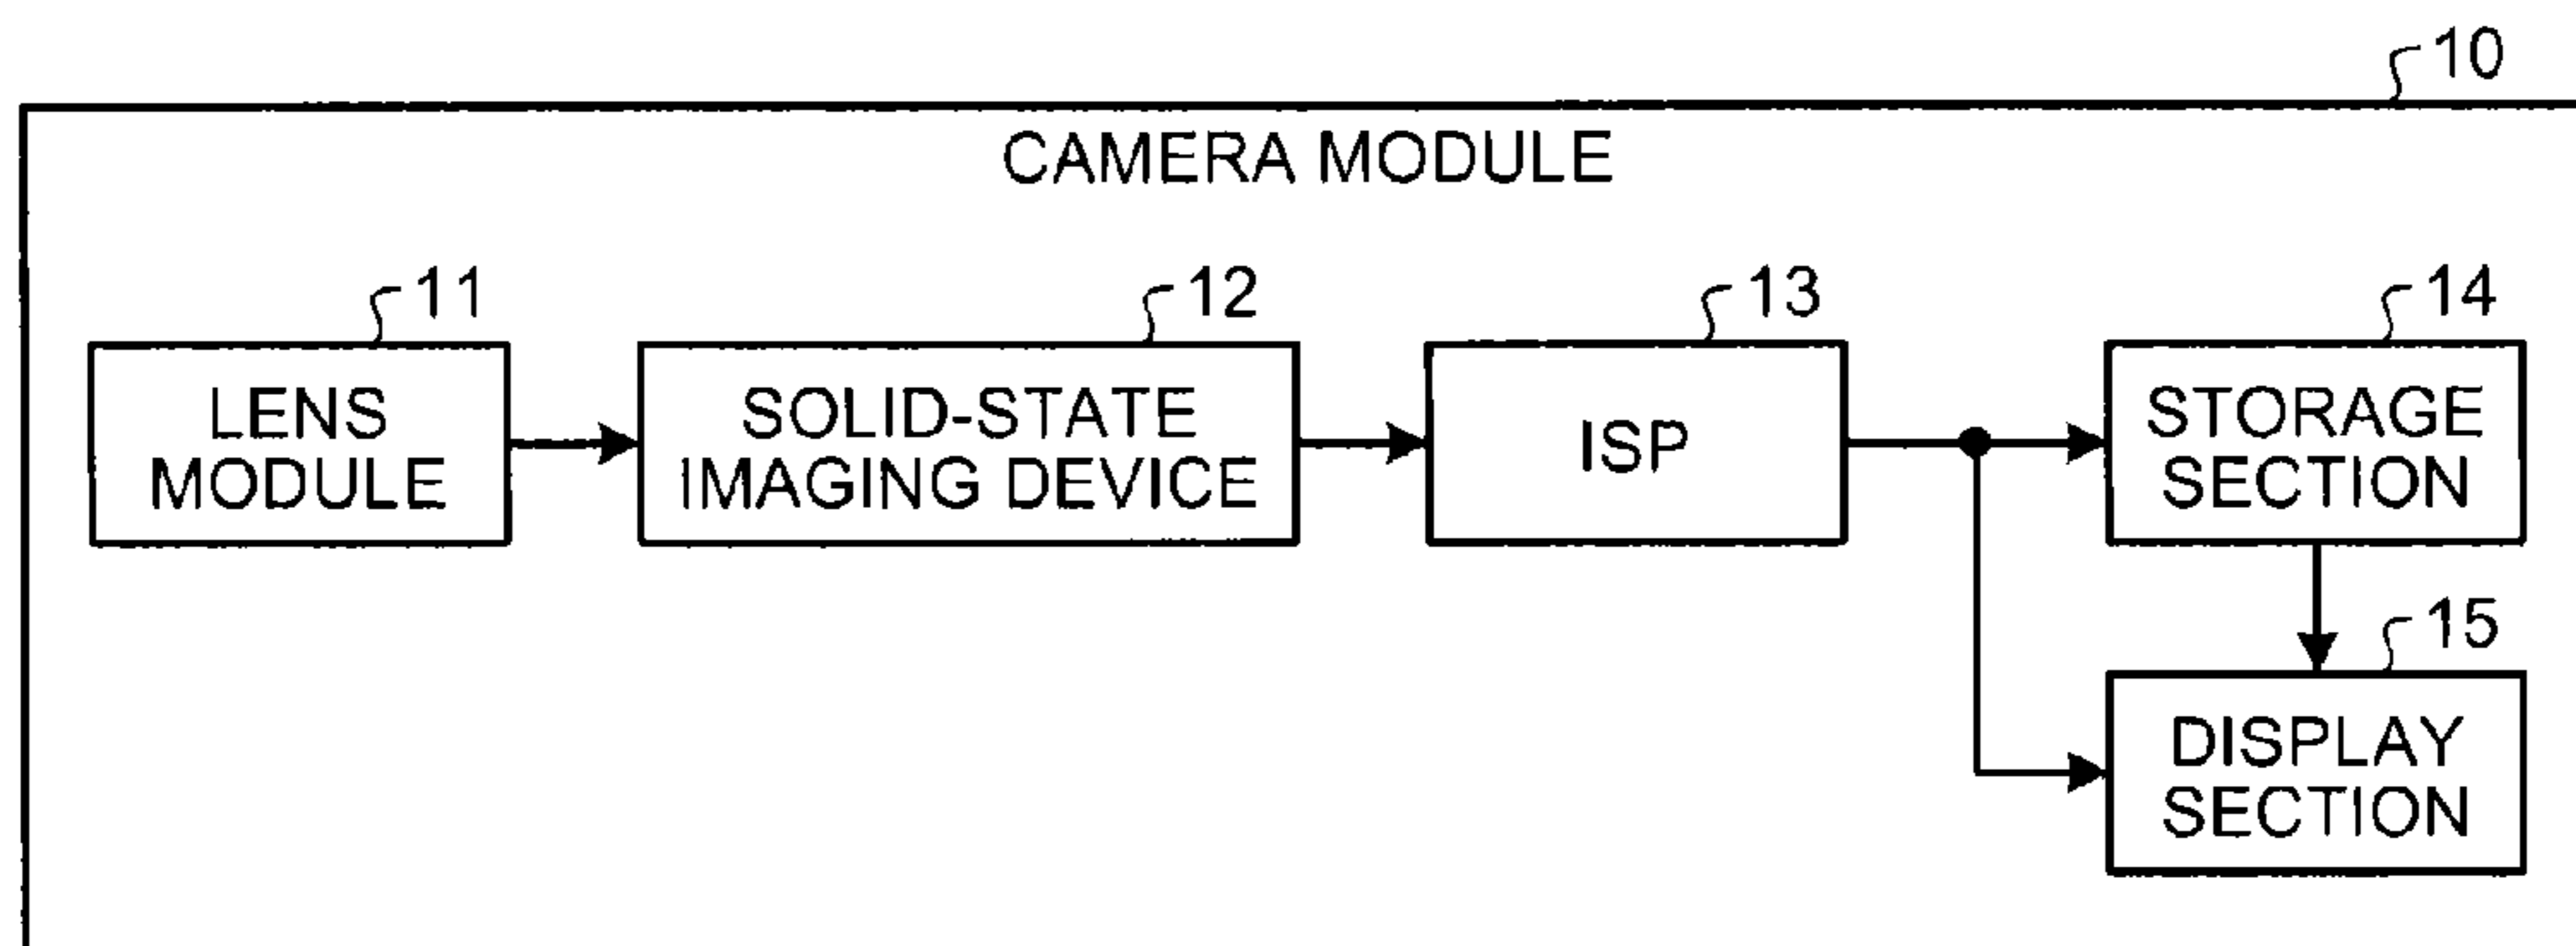 10
CAMERA MODULE
11
12
13
14
LENS
MODULE
SOLID-STATE
IMAGING DEVICE
ISP
STORAGE
SECTION
15
DISPLAY
SECTION